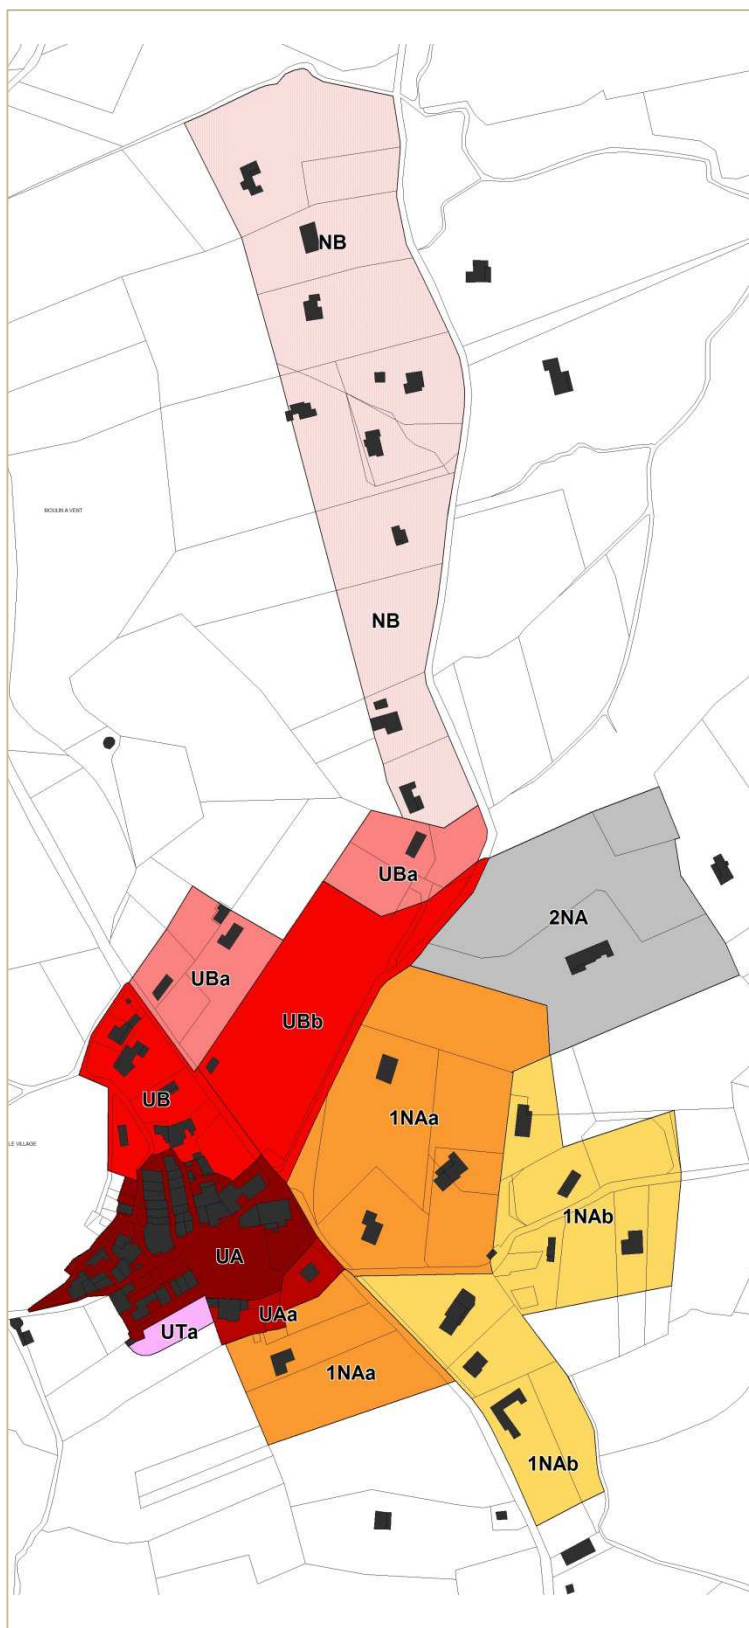 NB
MOULIN A VENT
NB
UBa
2NA
UBa
UBb
UB
1NAa
LE VILLAGE
1NAb
UA
UAa
UTa
1NAa
1NAb